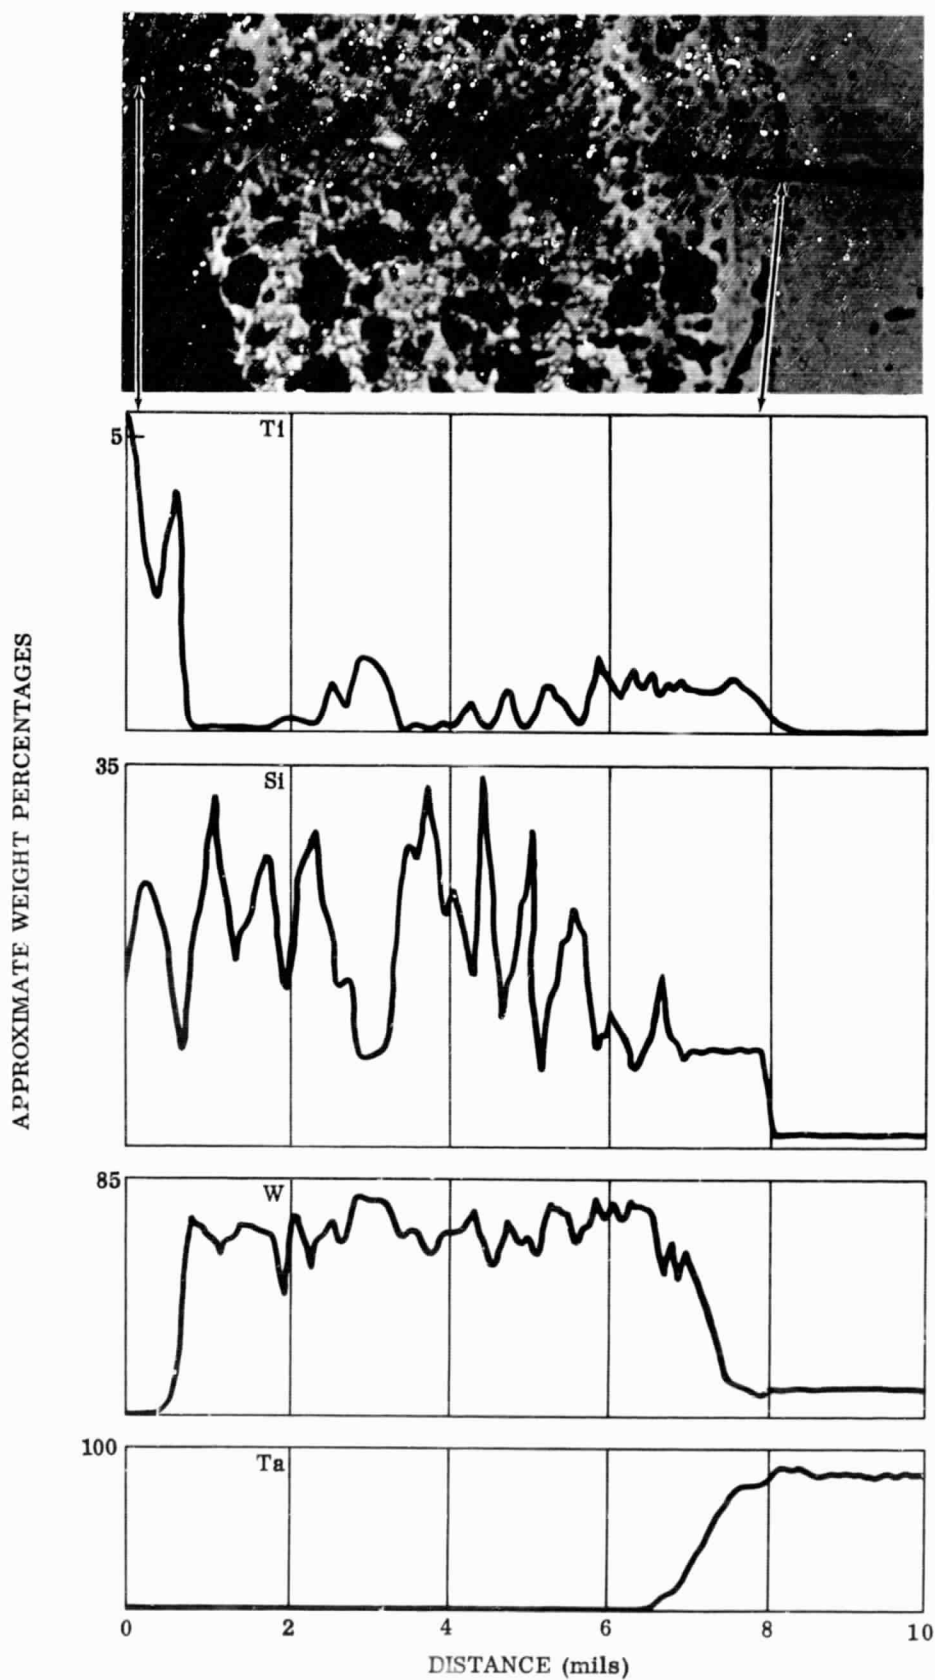 5
Ti
35
Si
APPROXIMATE WEIGHT PERCENTAGES
85
W
100
Ta
0 2 4 6 8 10
DISTANCE (mils)